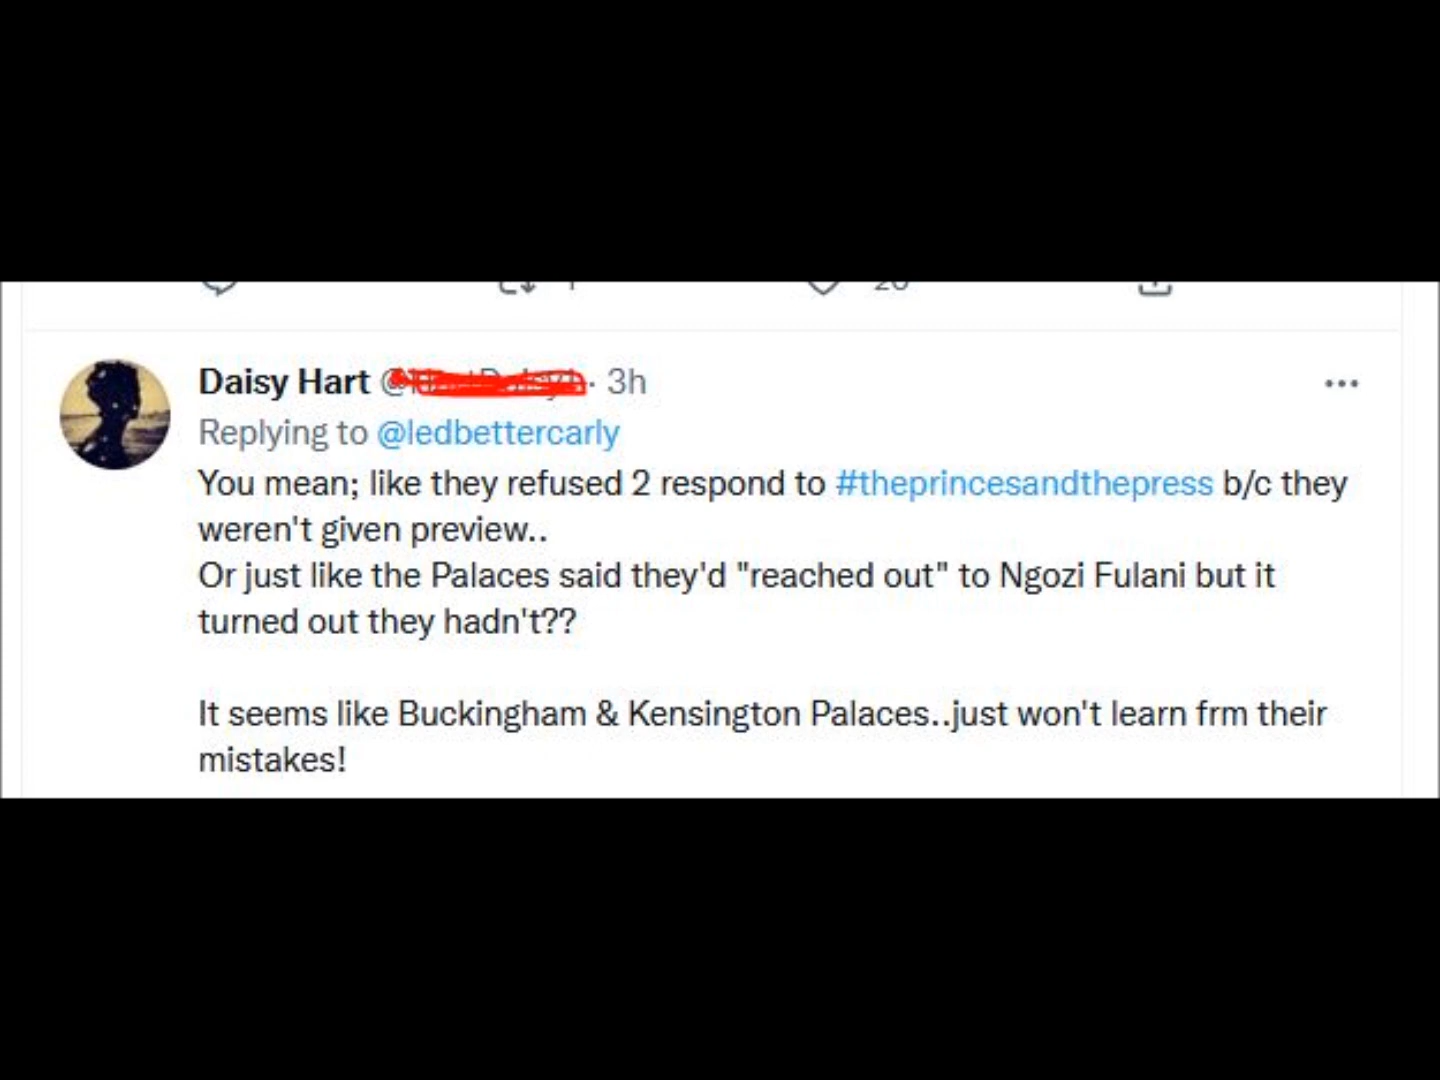 Daisy Hart @ · 3h
Replying to @ledbettercarly
You mean; like they refused 2 respond to #theprincesandthepress b/c they
weren't given preview..
Or just like the Palaces said they'd "reached out" to Ngozi Fulani but it
turned out they hadn't??
It seems like Buckingham & Kensington Palaces..just won't learn frm their
mistakes!